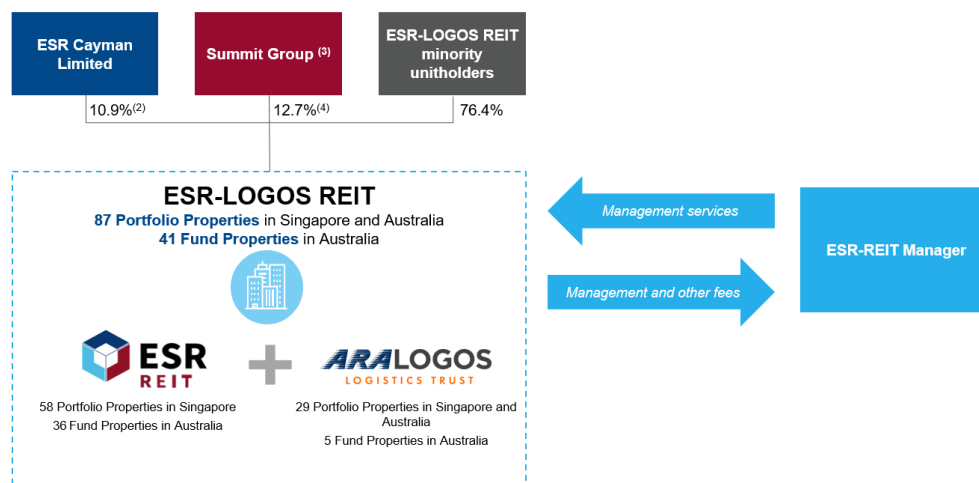 ESR Cayman
Limited
Summit Group (3)
ESR-LOGOS REIT
minority
unitholders
10.9%(2)
12.7%(4)
76.4%
ESR-LOGOS REIT
87 Portfolio Properties in Singapore and Australia
41 Fund Properties in Australia
ESR
REIT
ARALOGOS
LOGISTICS TRUST
58 Portfolio Properties in Singapore
36 Fund Properties in Australia
29 Portfolio Properties in Singapore and
Australia
5 Fund Properties in Australia
Management services
Management and other fees
ESR-REIT Manager